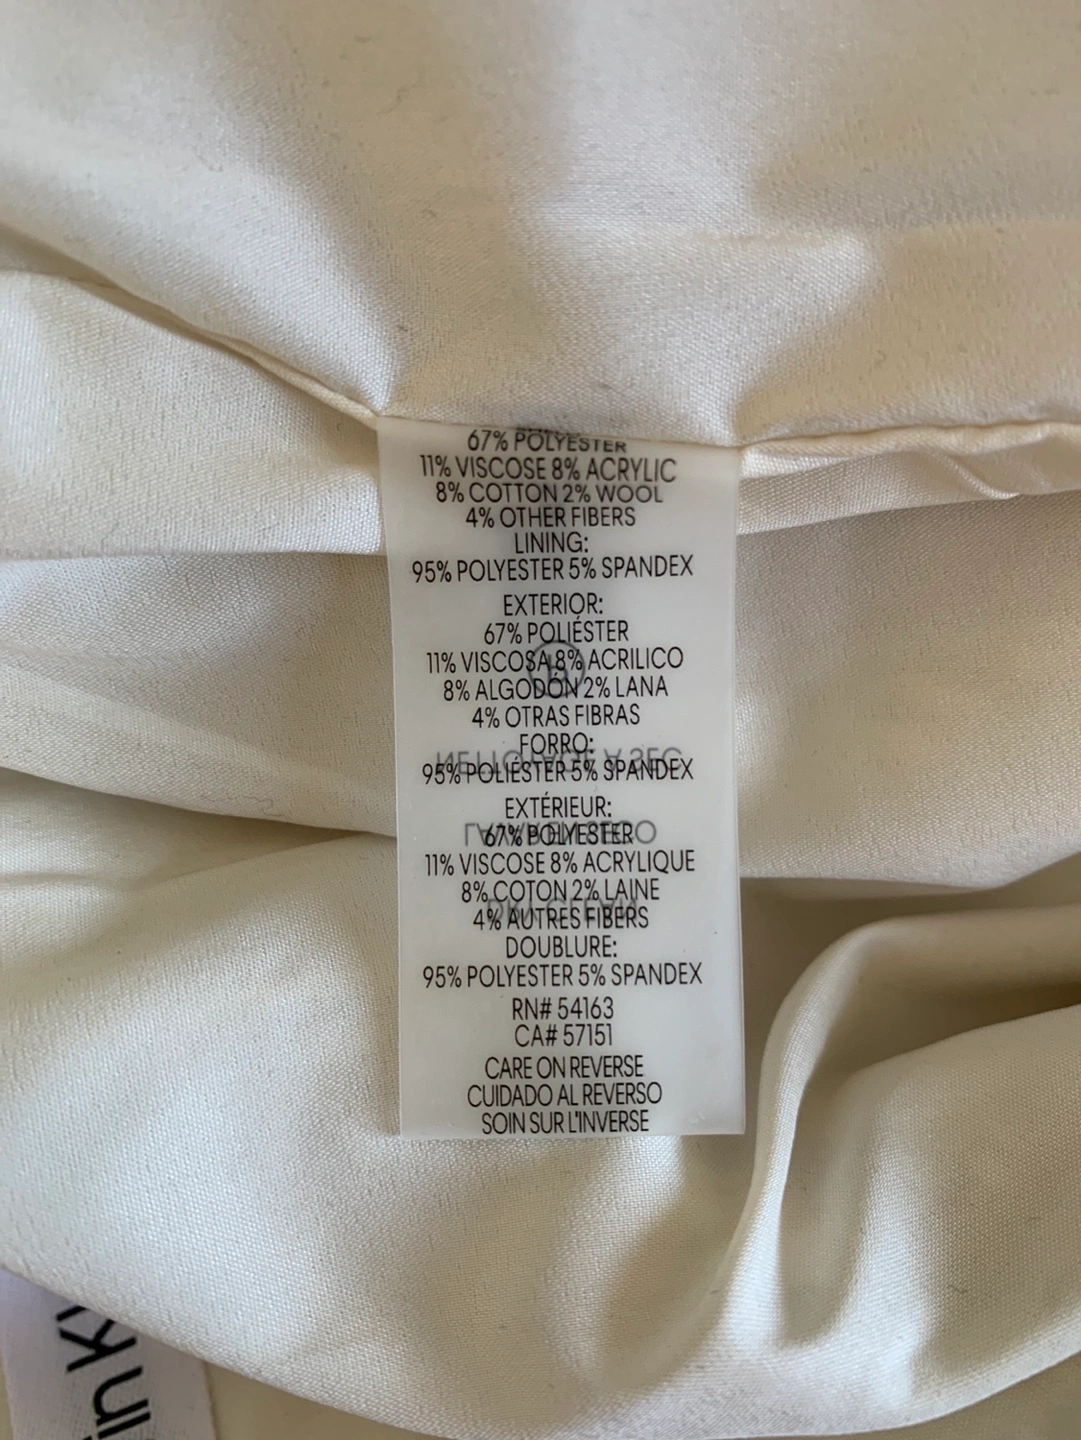 67% POLYESTER
11% VISCOSE 8% ACRYLIC
8% COTTON 2% WOOL
4% OTHER FIBERS
LINING:
95% POLYESTER 5% SPANDEX
EXTERIOR:
67% POLIÉSTER
11% VISCOSA 8% ACRILICO
8% ALGODON 2% LANA
4% OTRAS FIBRAS
FORRO:
95% POLIÉSTER 5% SPANDEX
EXTÉRIEUR:
67% POLYESTER
11% VISCOSE 8% ACRYLIQUE
8% COTON 2% LAINE
4% AUTRES FIBERS
DOUBLURE:
95% POLYESTER 5% SPANDEX
RN# 54163
CA# 57151
CARE ON REVERSE
CUIDADO AL REVERSO
SOIN SUR L'INVERSE